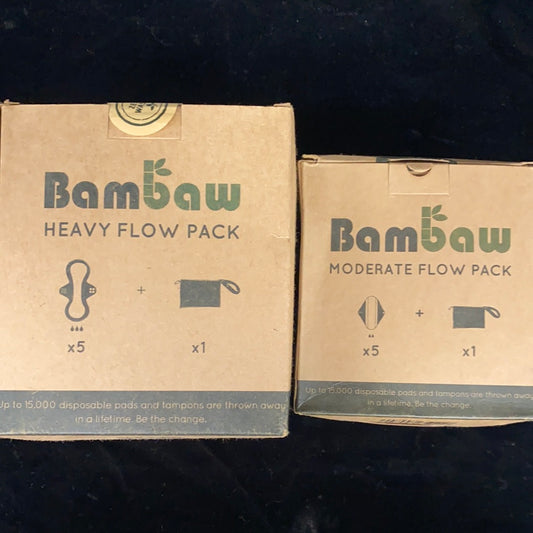 Bambaw
HEAVY FLOW PACK
+
x5 x1
Up to 15,000 disposable pads and tampons are thrown away
in a lifetime. Be the change.
Bambaw
MODERATE FLOW PACK
+
x5 x1
Up to 15,000 disposable pads and tampons are thrown away
in a lifetime. Be the change.